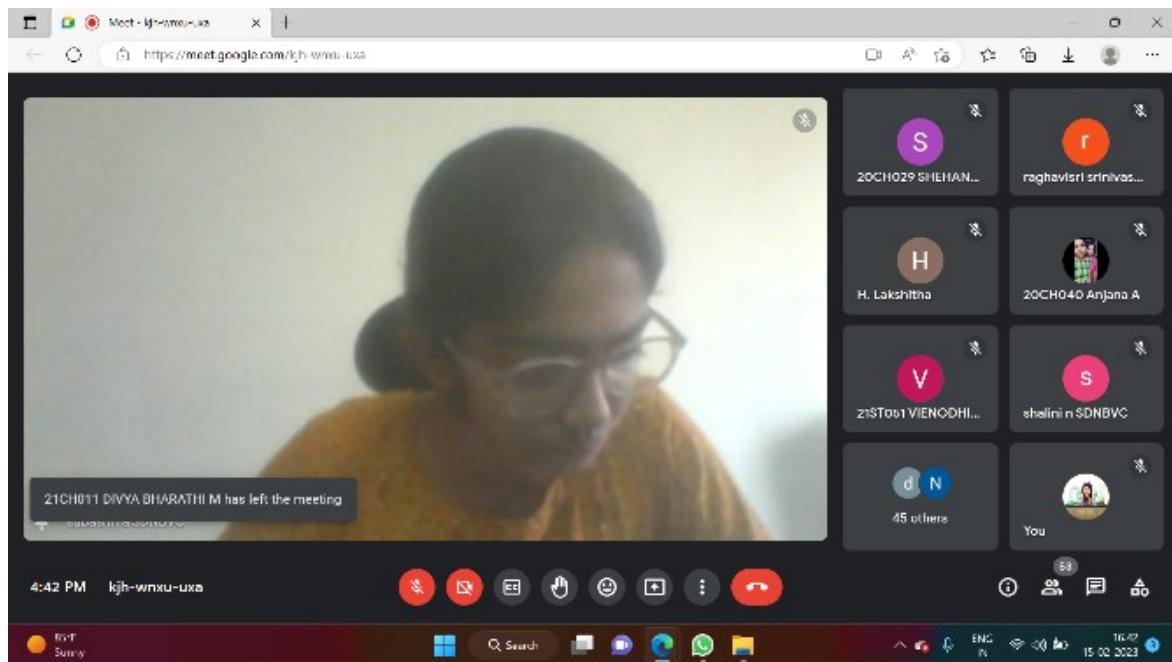 Meet - kjh-wnxu-uxa
https://meet.google.com/kjh-wnxu-uxa
S
20CH029 SHEHAN...
r
raghavisri srinivas...
H
H. Lakshitha
20CH040 Anjana A
V
21ST051 VIENODHI...
s
shalini n SDNBVC
d N
45 others
You
21CH011 DIVYA BHARATHI M has left the meeting
SDNBVC
4:42 PM kjh-wnxu-uxa
53
85°F
Sunny
Search
ENG
IN
16:42
15-02-2023